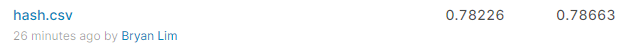 hash.csv 0.78226 0.78663
26 minutes ago by Bryan Lim